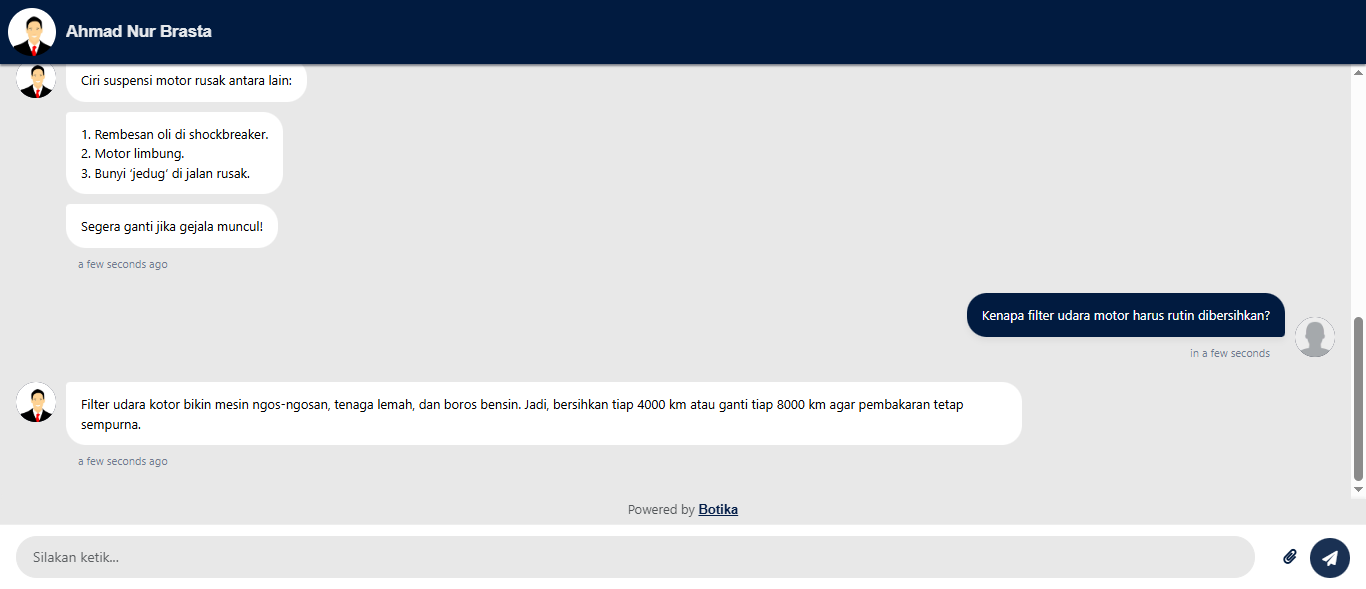 Ahmad Nur Brasta
Ciri suspensi motor rusak antara lain:
1. Rembesan oli di shockbreaker.
2. Motor limbung.
3. Bunyi ‘jedug’ di jalan rusak.
Segera ganti jika gejala muncul!
a few seconds ago
Kenapa filter udara motor harus rutin dibersihkan?
in a few seconds
Filter udara kotor bikin mesin ngos-ngosan, tenaga lemah, dan boros bensin. Jadi, bersihkan tiap 4000 km atau ganti tiap 8000 km agar pembakaran tetap
sempurna.
a few seconds ago
Powered by Botika
Silakan ketik...